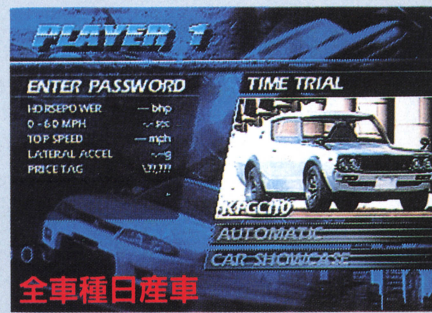 PLAYER 1
ENTER PASSWORD
HORSEPOWER --- bhp
0 - 60 MPH -.- sec
TOP SPEED --- mph
LATERAL ACCEL -.--g
PRICE TAG \??,???
TIME TRIAL
KPGC110
AUTOMATIC
CAR SHOWCASE
全車種日産車